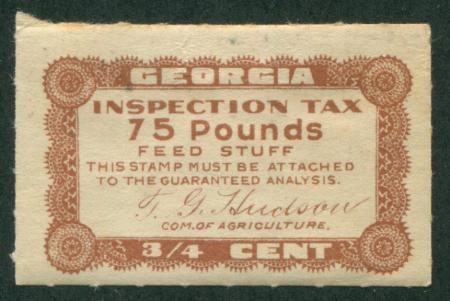 GEORGIA
INSPECTION TAX
75 Pounds
FEED STUFF
THIS STAMP MUST BE ATTACHED
TO THE GUARANTEED ANALYSIS.
T. G. Hudson
COM. OF AGRICULTURE.
3/4 CENT